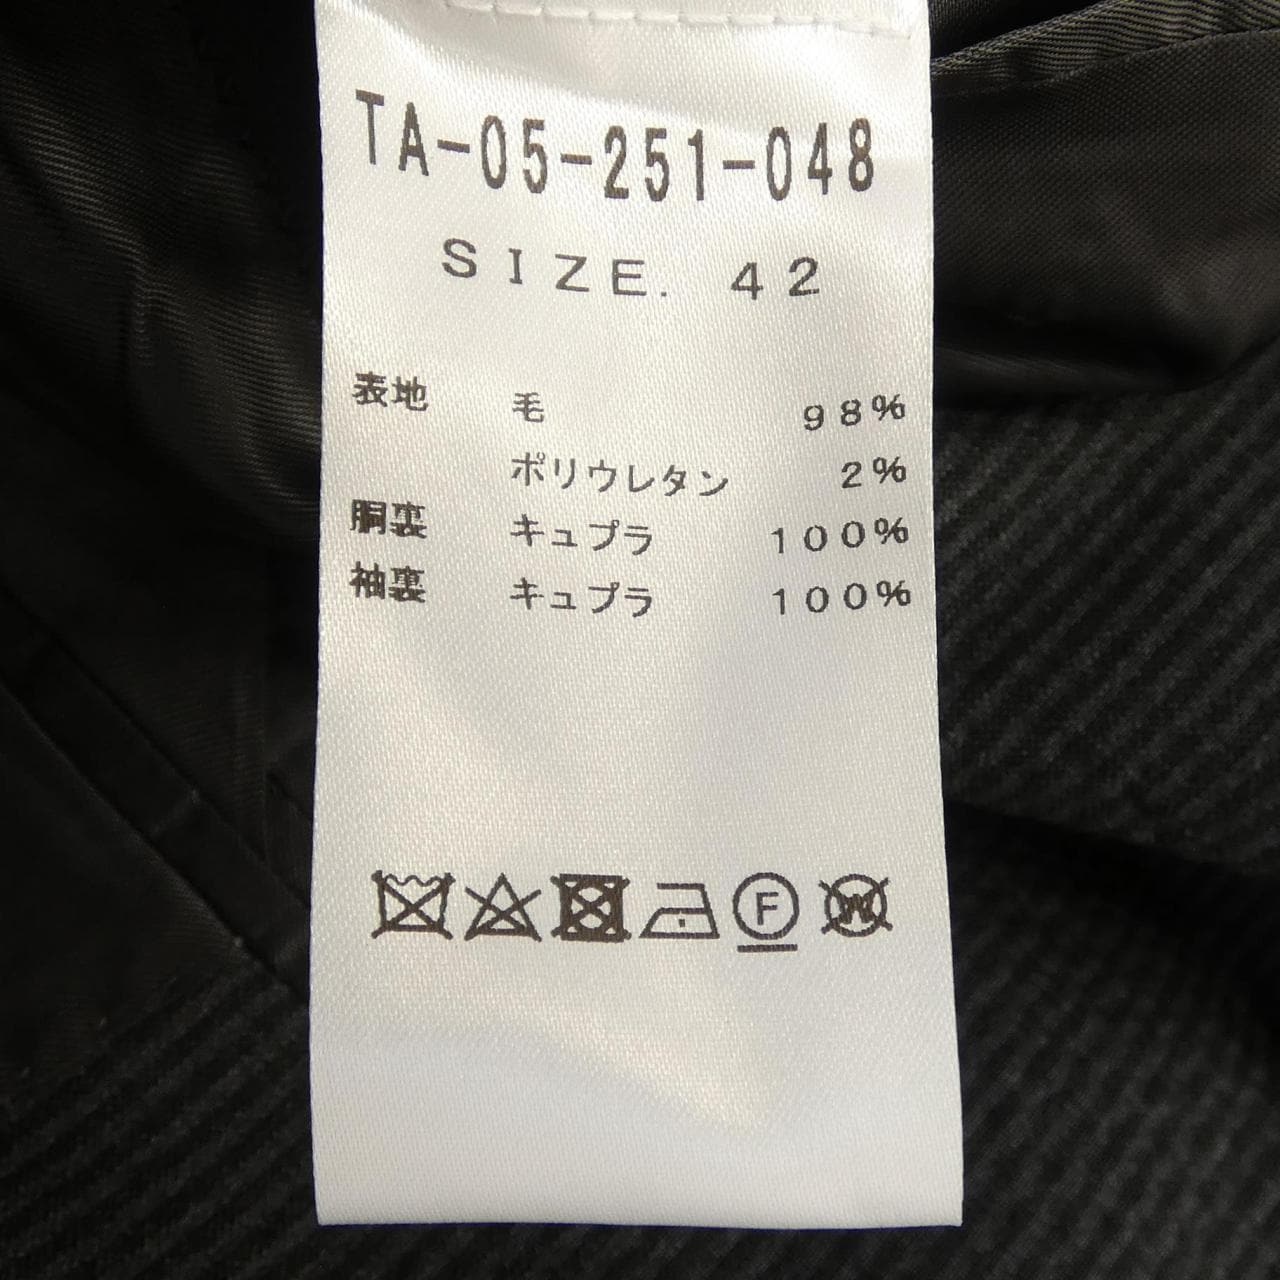 TA-05-251-048
SIZE. 42
表地 毛 98%
ポリウレタン 2%
胴裏 キュプラ 100%
袖裏 キュプラ 100%
F
W